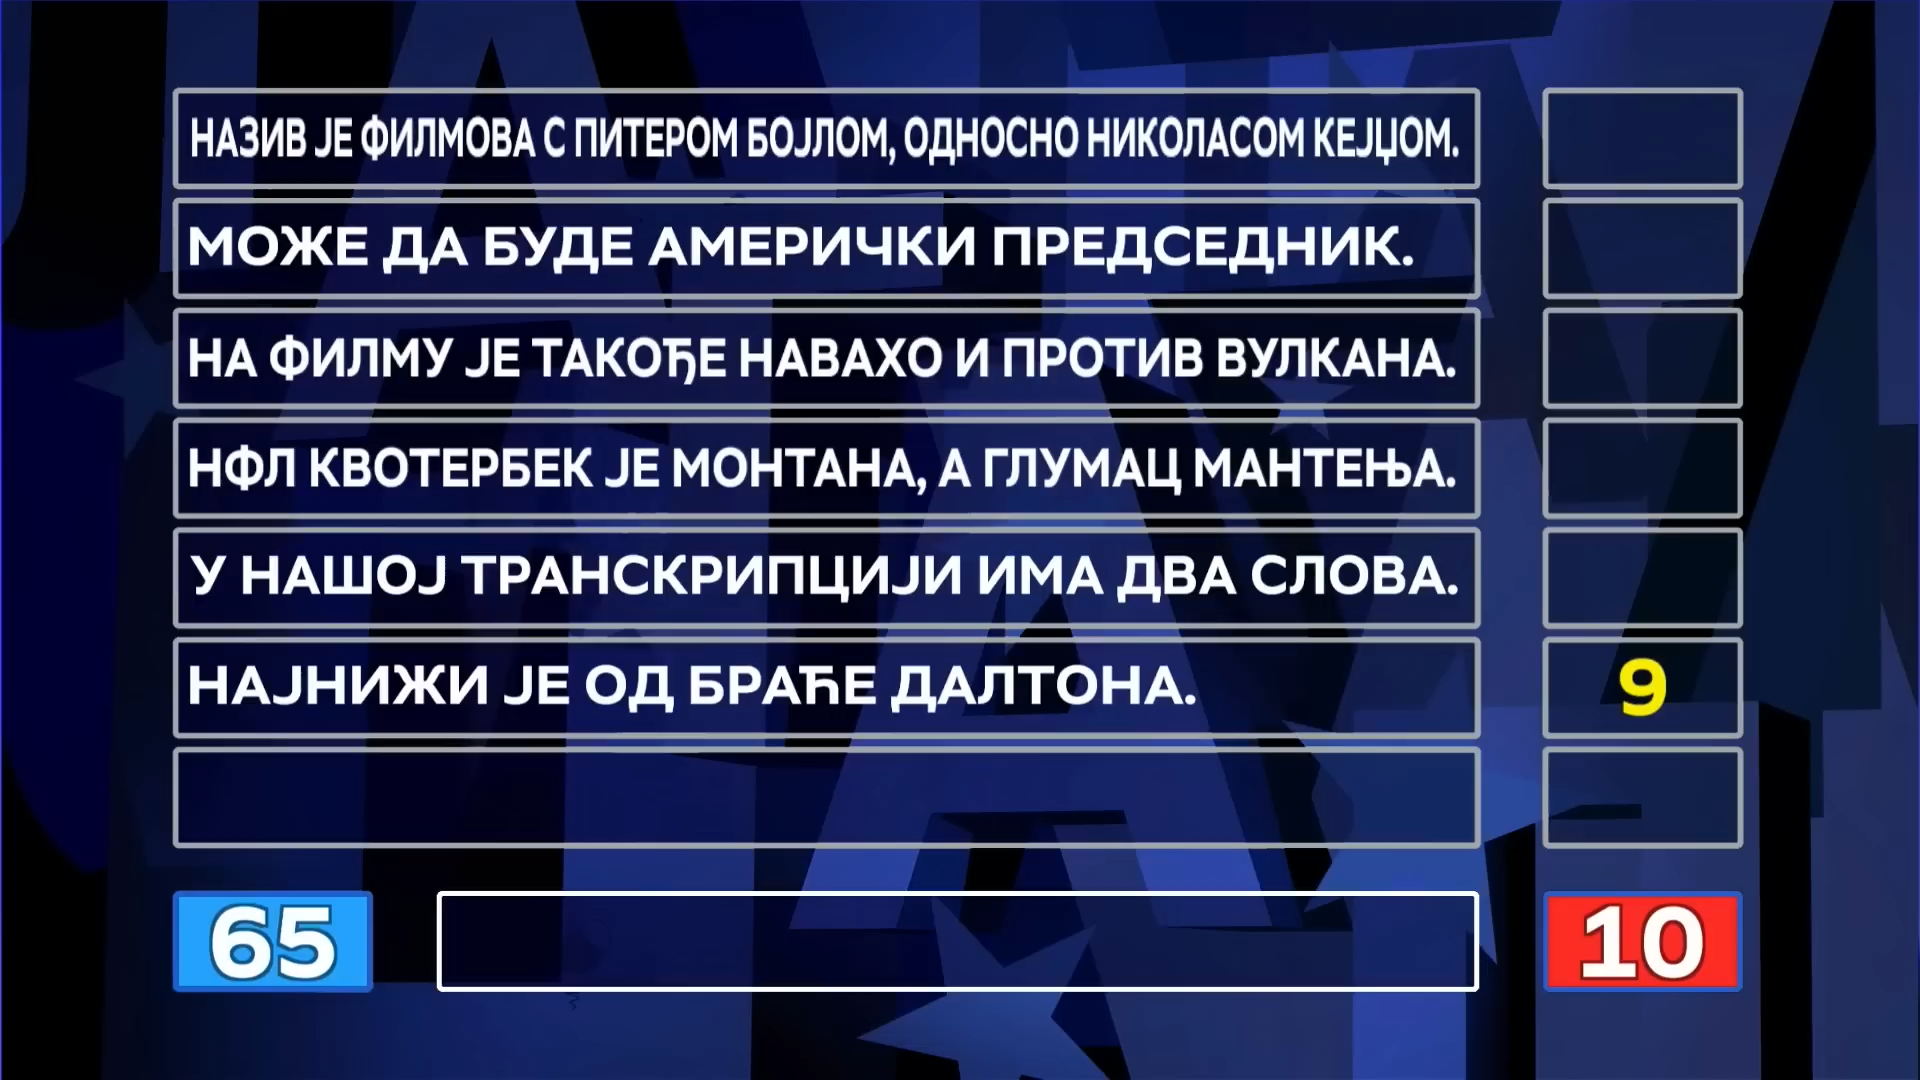 НАЗИВ ЈЕ ФИЛМОВА С ПИТЕРОМ БОЈЛОМ, ОДНОСНО НИКОЛАСОМ КЕЈЏОМ.
МОЖЕ ДА БУДЕ АМЕРИЧКИ ПРЕДСЕДНИК.
НА ФИЛМУ ЈЕ ТАКОЂЕ НАВАХО И ПРОТИВ ВУЛКАНА.
НФЛ КВОТЕРБЕК ЈЕ МОНТАНА, А ГЛУМАЦ МАНТЕЊА.
У НАШОЈ ТРАНСКРИПЦИЈИ ИМА ДВА СЛОВА.
НАЈНИЖИ ЈЕ ОД БРАЋЕ ДАЛТОНА. 9
65 10